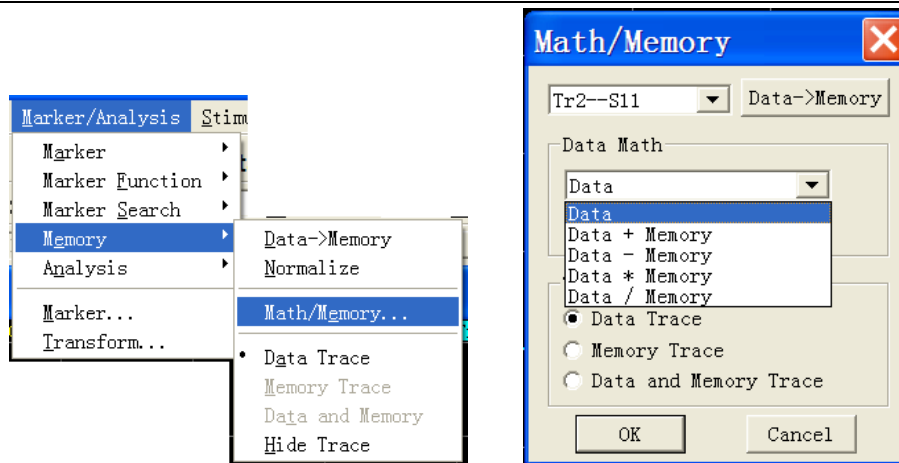 Marker/Analysis Stimu
Marker
Marker Function
Marker Search
Memory
Analysis
Marker...
Transform...
Data->Memory
Normalize
Math/Memory...
Data Trace
Memory Trace
Data and Memory
Hide Trace
Math/Memory
Tr2--S11 Data->Memory
Data Math
Data
Data
Data + Memory
Data - Memory
Data * Memory
Data / Memory
Data Trace
Memory Trace
Data and Memory Trace
OK Cancel